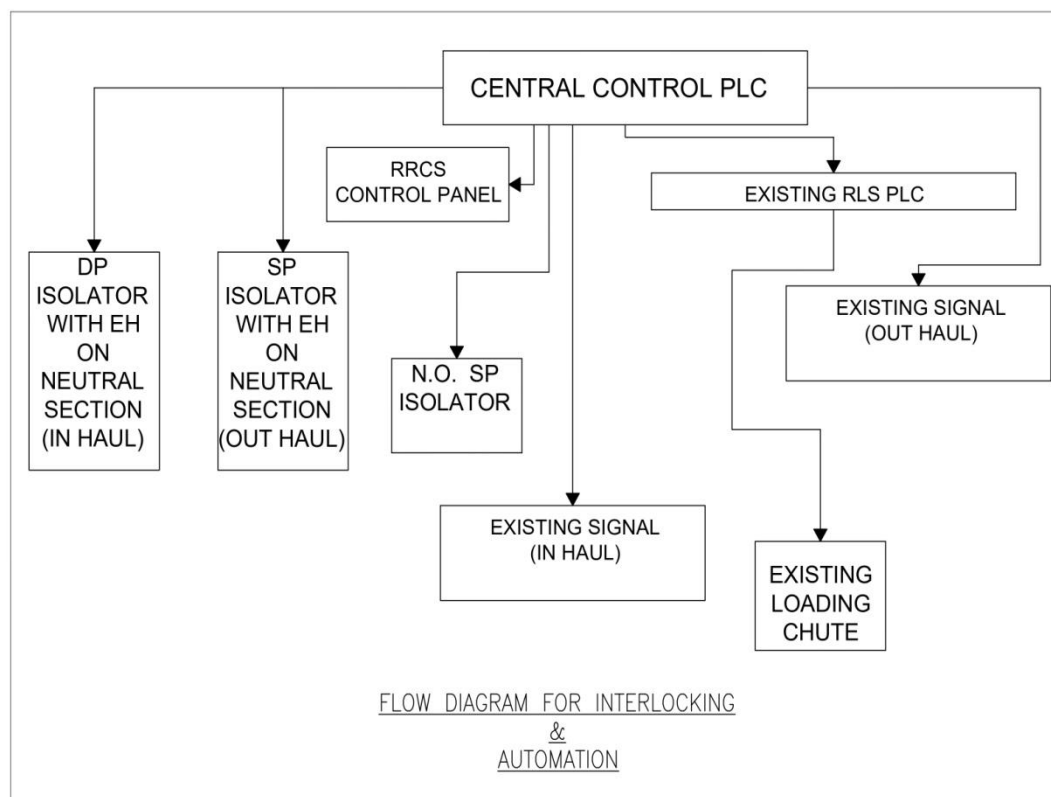 CENTRAL CONTROL PLC
RRCS
CONTROL PANEL
EXISTING RLS PLC
DP
ISOLATOR
WITH EH
ON
NEUTRAL
SECTION
(IN HAUL)
SP
ISOLATOR
WITH EH
ON
NEUTRAL
SECTION
(OUT HAUL)
N.O. SP
ISOLATOR
EXISTING SIGNAL
(OUT HAUL)
EXISTING SIGNAL
(IN HAUL)
EXISTING
LOADING
CHUTE
FLOW DIAGRAM FOR INTERLOCKING
&
AUTOMATION